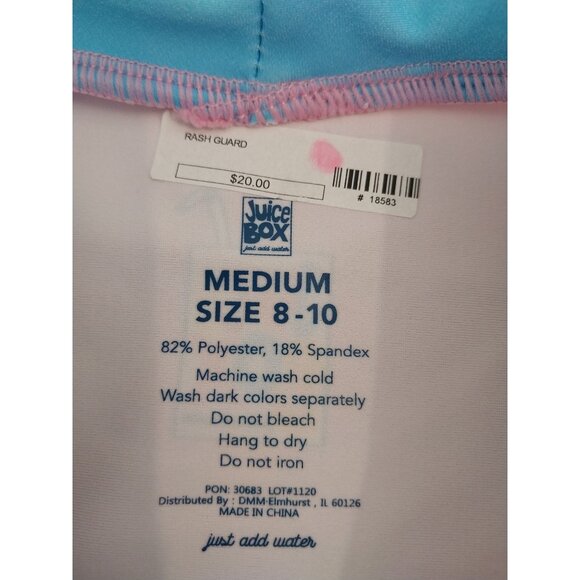 RASH GUARD
$20.00
# 18583
JUICE
BOX
just add water
MEDIUM
SIZE 8-10
82% Polyester, 18% Spandex
Machine wash cold
Wash dark colors separately
Do not bleach
Hang to dry
Do not iron
PON: 30683 LOT#1120
Distributed By : DMM-Elmhurst , IL 60126
MADE IN CHINA
just add water